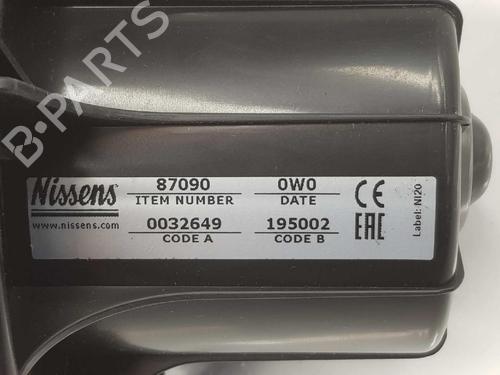 B-PARTS
Nissens
www.nissens.com
87090
ITEM NUMBER
0W0
DATE
0032649
CODE A
195002
CODE B
CE
EAC
Label: NI20